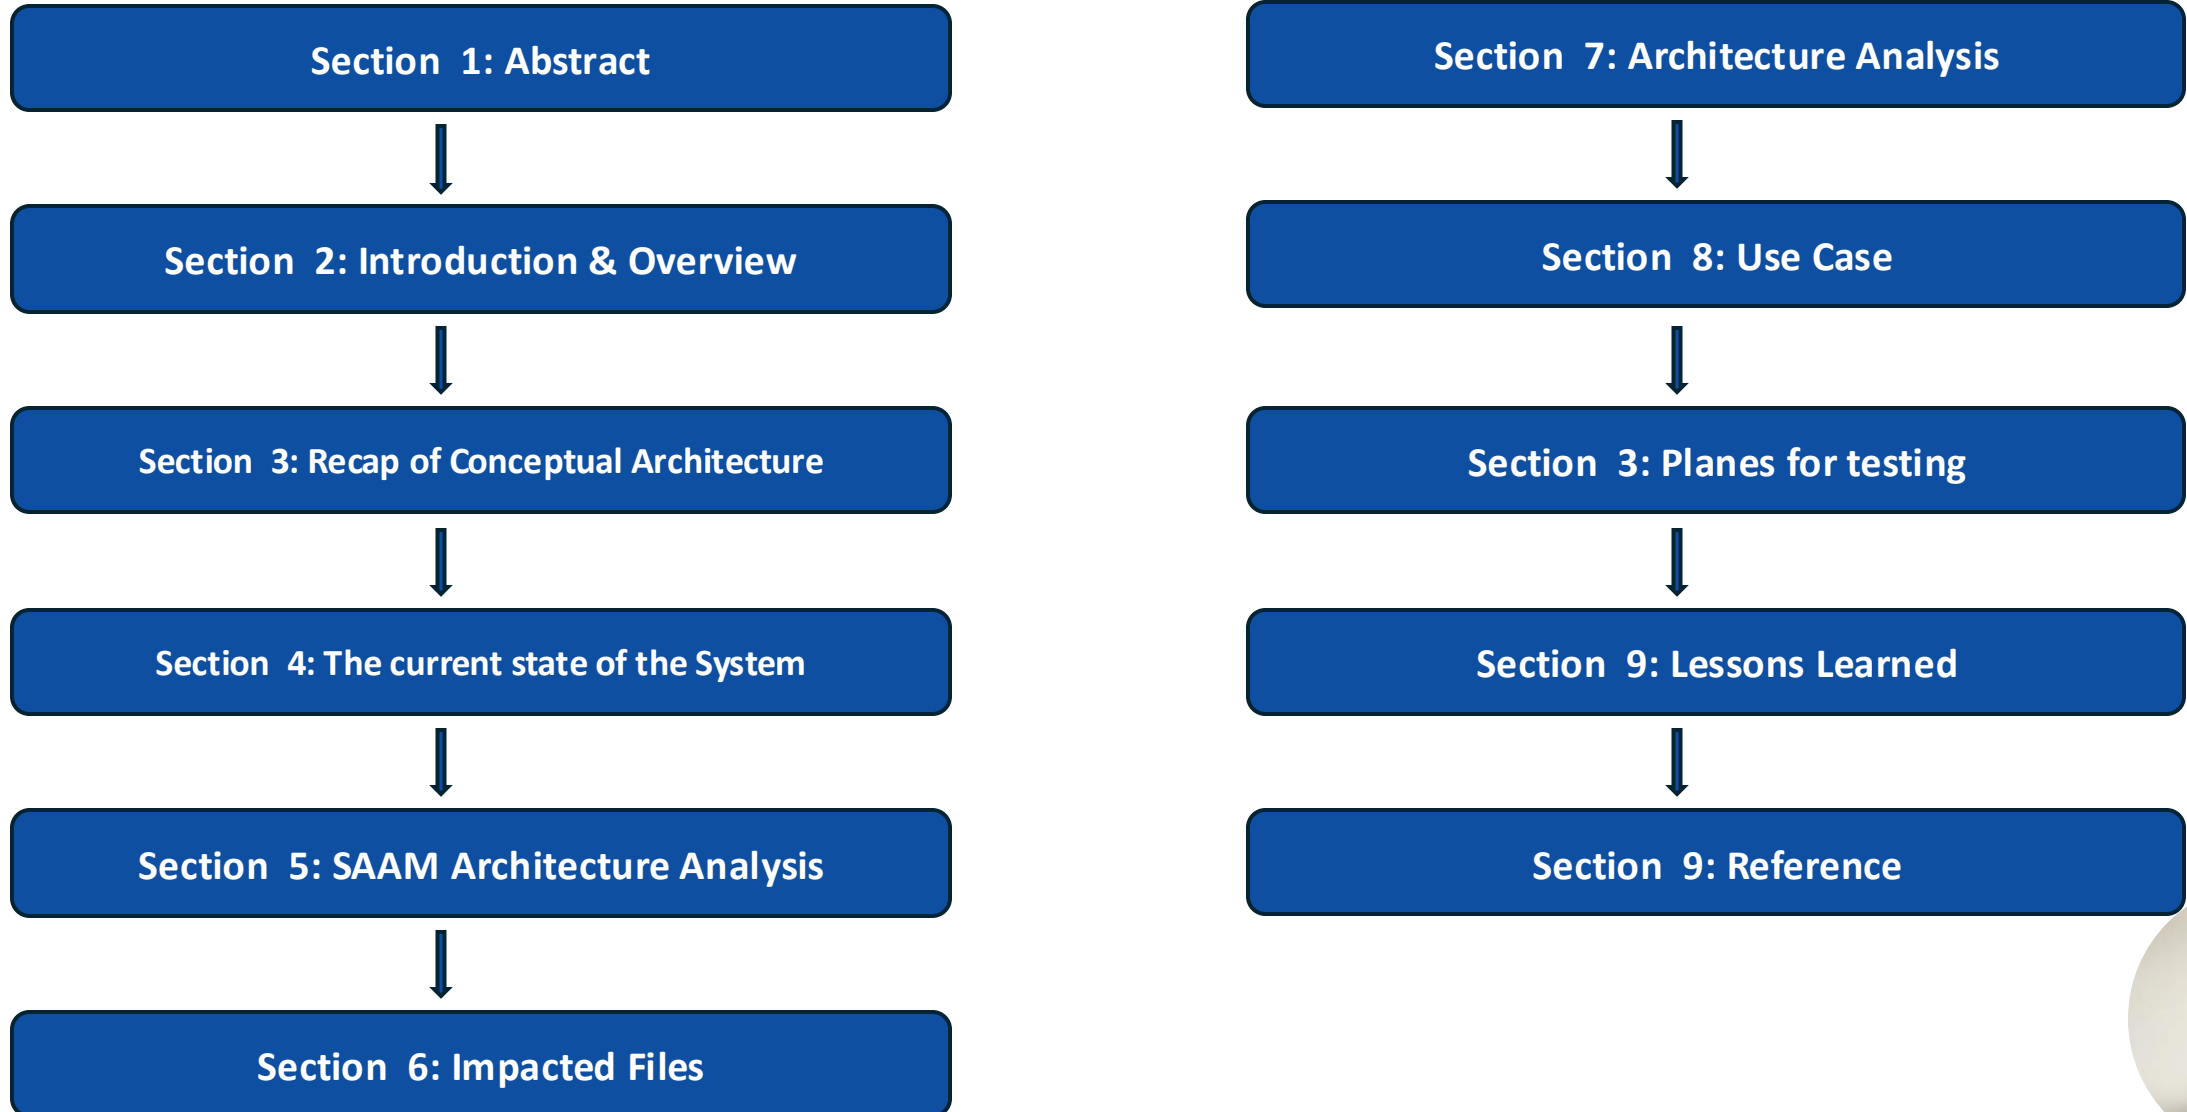 Section 1: Abstract
Section 2: Introduction & Overview
Section 3: Recap of Conceptual Architecture
Section 4: The current state of the System
Section 5: SAAM Architecture Analysis
Section 6: Impacted Files
Section 7: Architecture Analysis
Section 8: Use Case
Section 3: Planes for testing
Section 9: Lessons Learned
Section 9: Reference